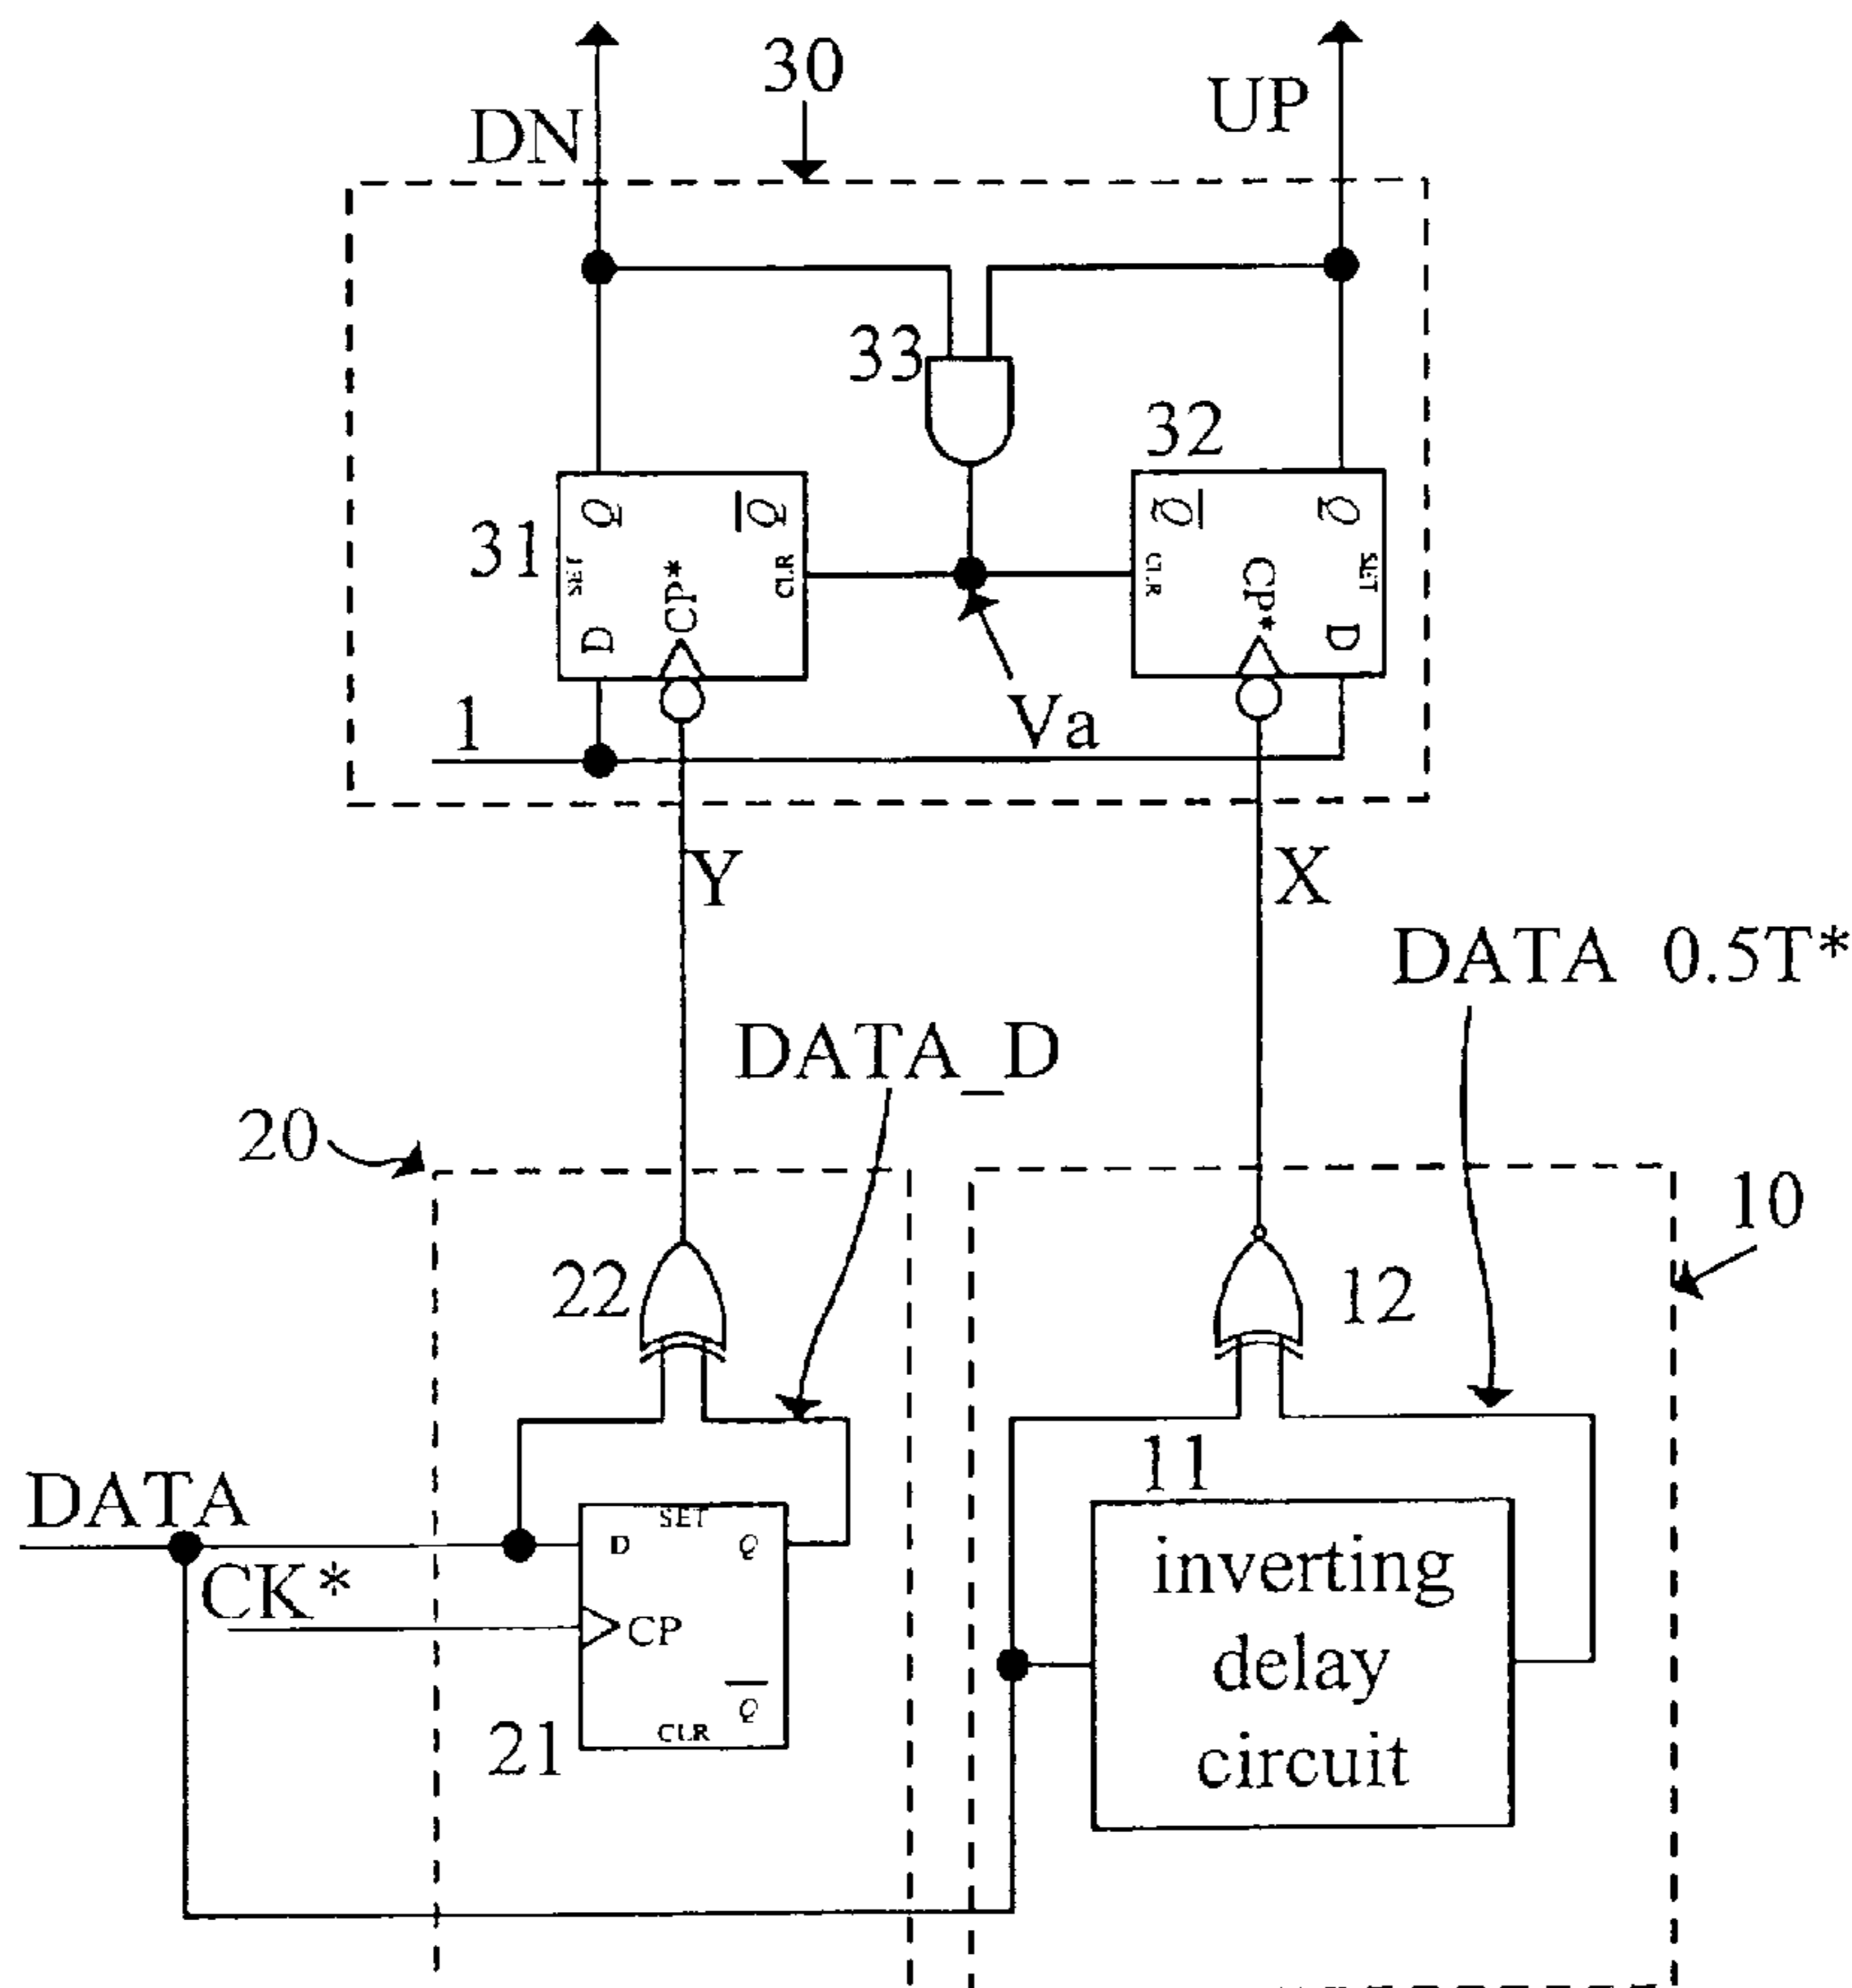 30
UP
DN
33
32
Q
Q
Q
Q
31
SET
CP*
CLR
CLR
CP*
SET
D
D
1
Va
Y
X
DATA 0.5T*
DATA_D
20
10
22
12
11
DATA
SET
D
Q
inverting
CK*
CP
delay
Q
21
CLR
circuit